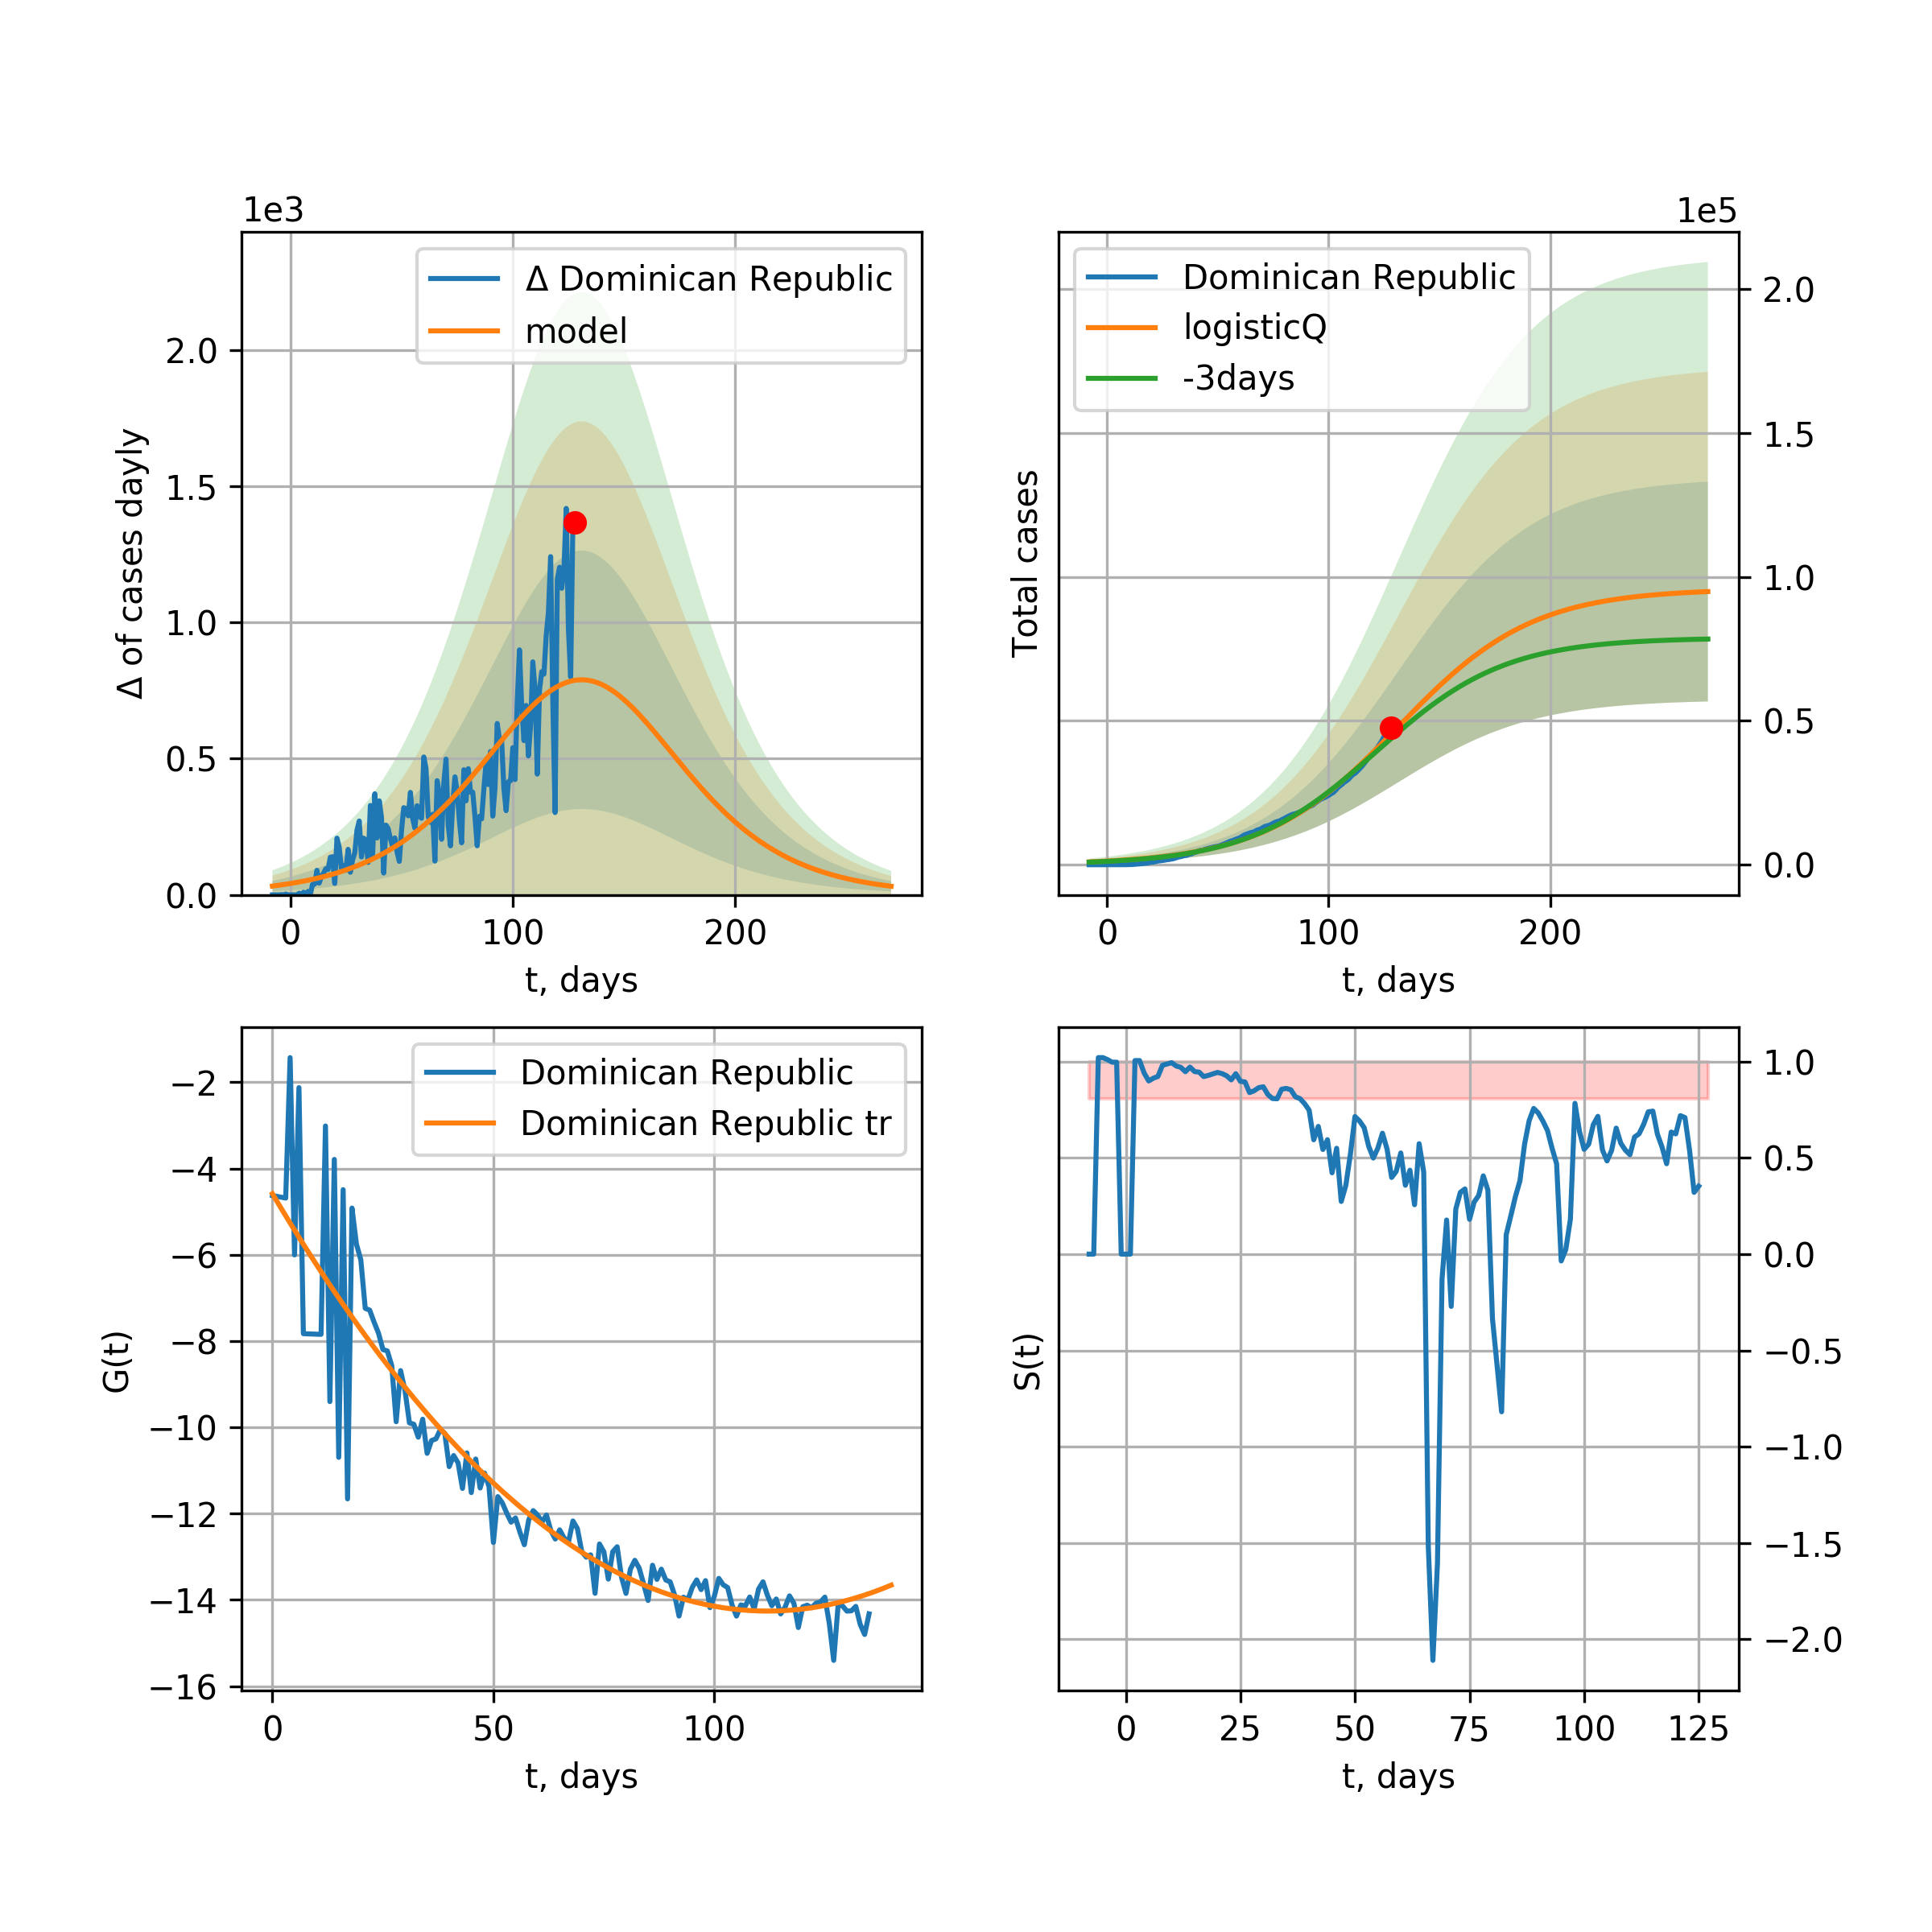 1e3
Δ Dominican Republic
model
Δ of cases dayly
2.0
1.5
1.0
0.5
0.0
0 100 200
t, days
1e5
Dominican Republic
logisticQ
-3days
Total cases
2.0
1.5
1.0
0.5
0.0
0 100 200
t, days
Dominican Republic
Dominican Republic tr
G(t)
−2
−4
−6
−8
−10
−12
−14
−16
0 50 100
t, days
S(t)
1.0
0.5
0.0
−0.5
−1.0
−1.5
−2.0
0 25 50 75 100 125
t, days